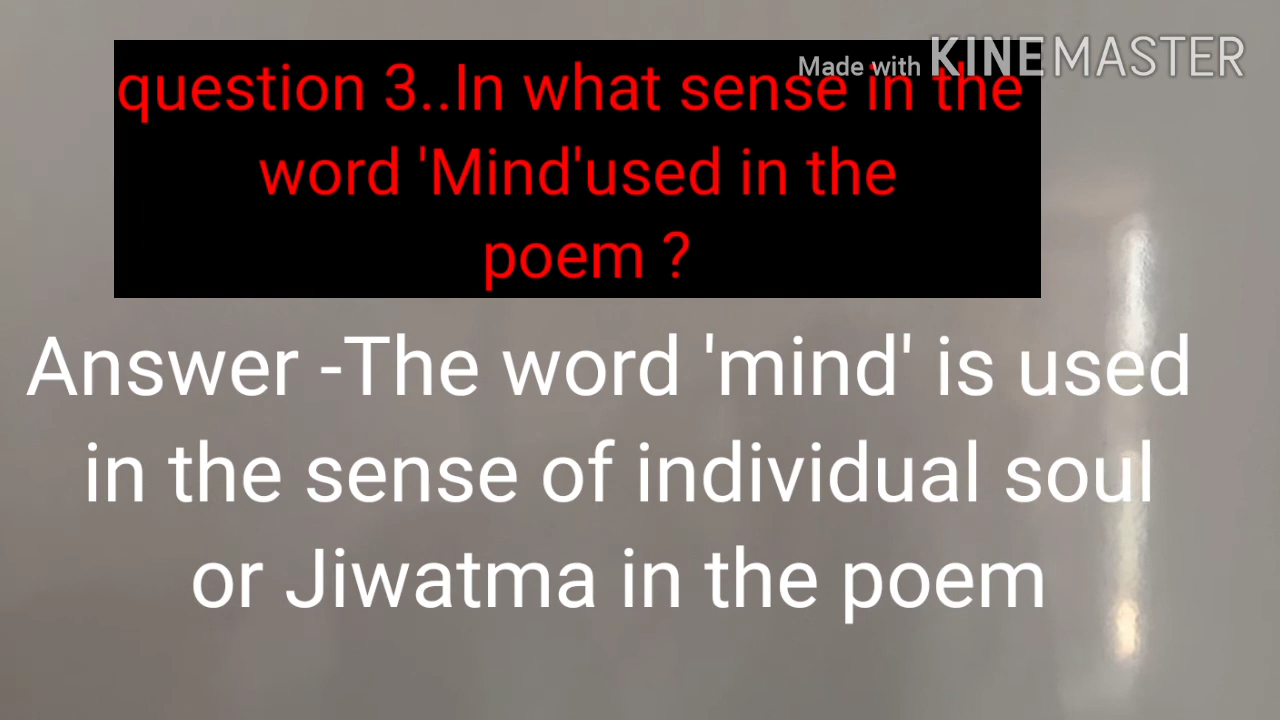 Made with KINEMASTER
question 3..In what sense in the
word 'Mind'used in the
poem ?
Answer -The word 'mind' is used
in the sense of individual soul
or Jiwatma in the poem